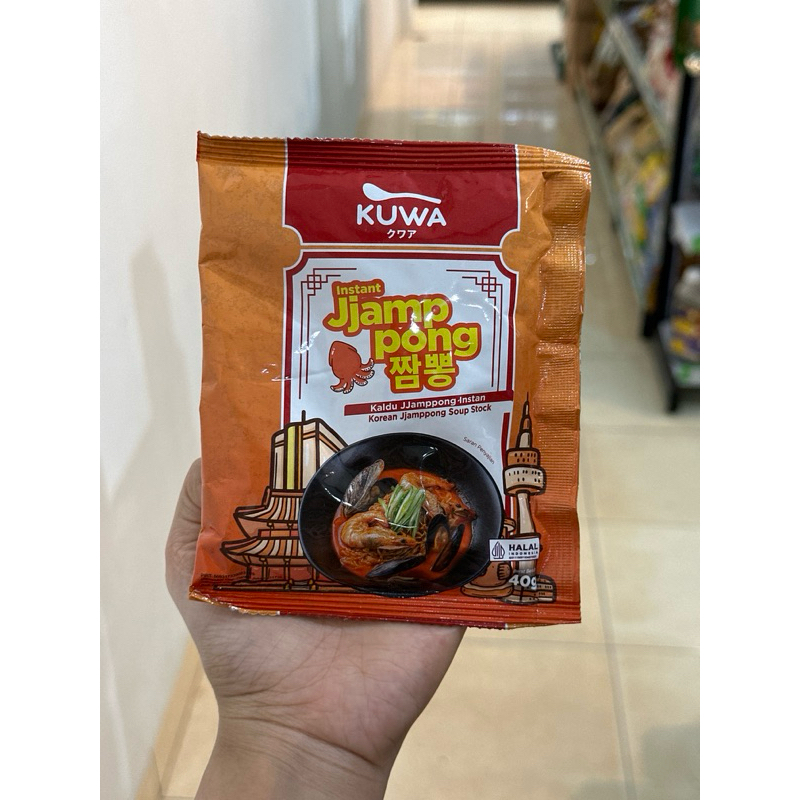 KUWA
クワア
Instant
Jjamp
pong
짬뽕
Kaldu JJamppong Instan
Korean Jjamppong Soup Stock
Saran Penyajian
HALAL
INDONESIA
40g